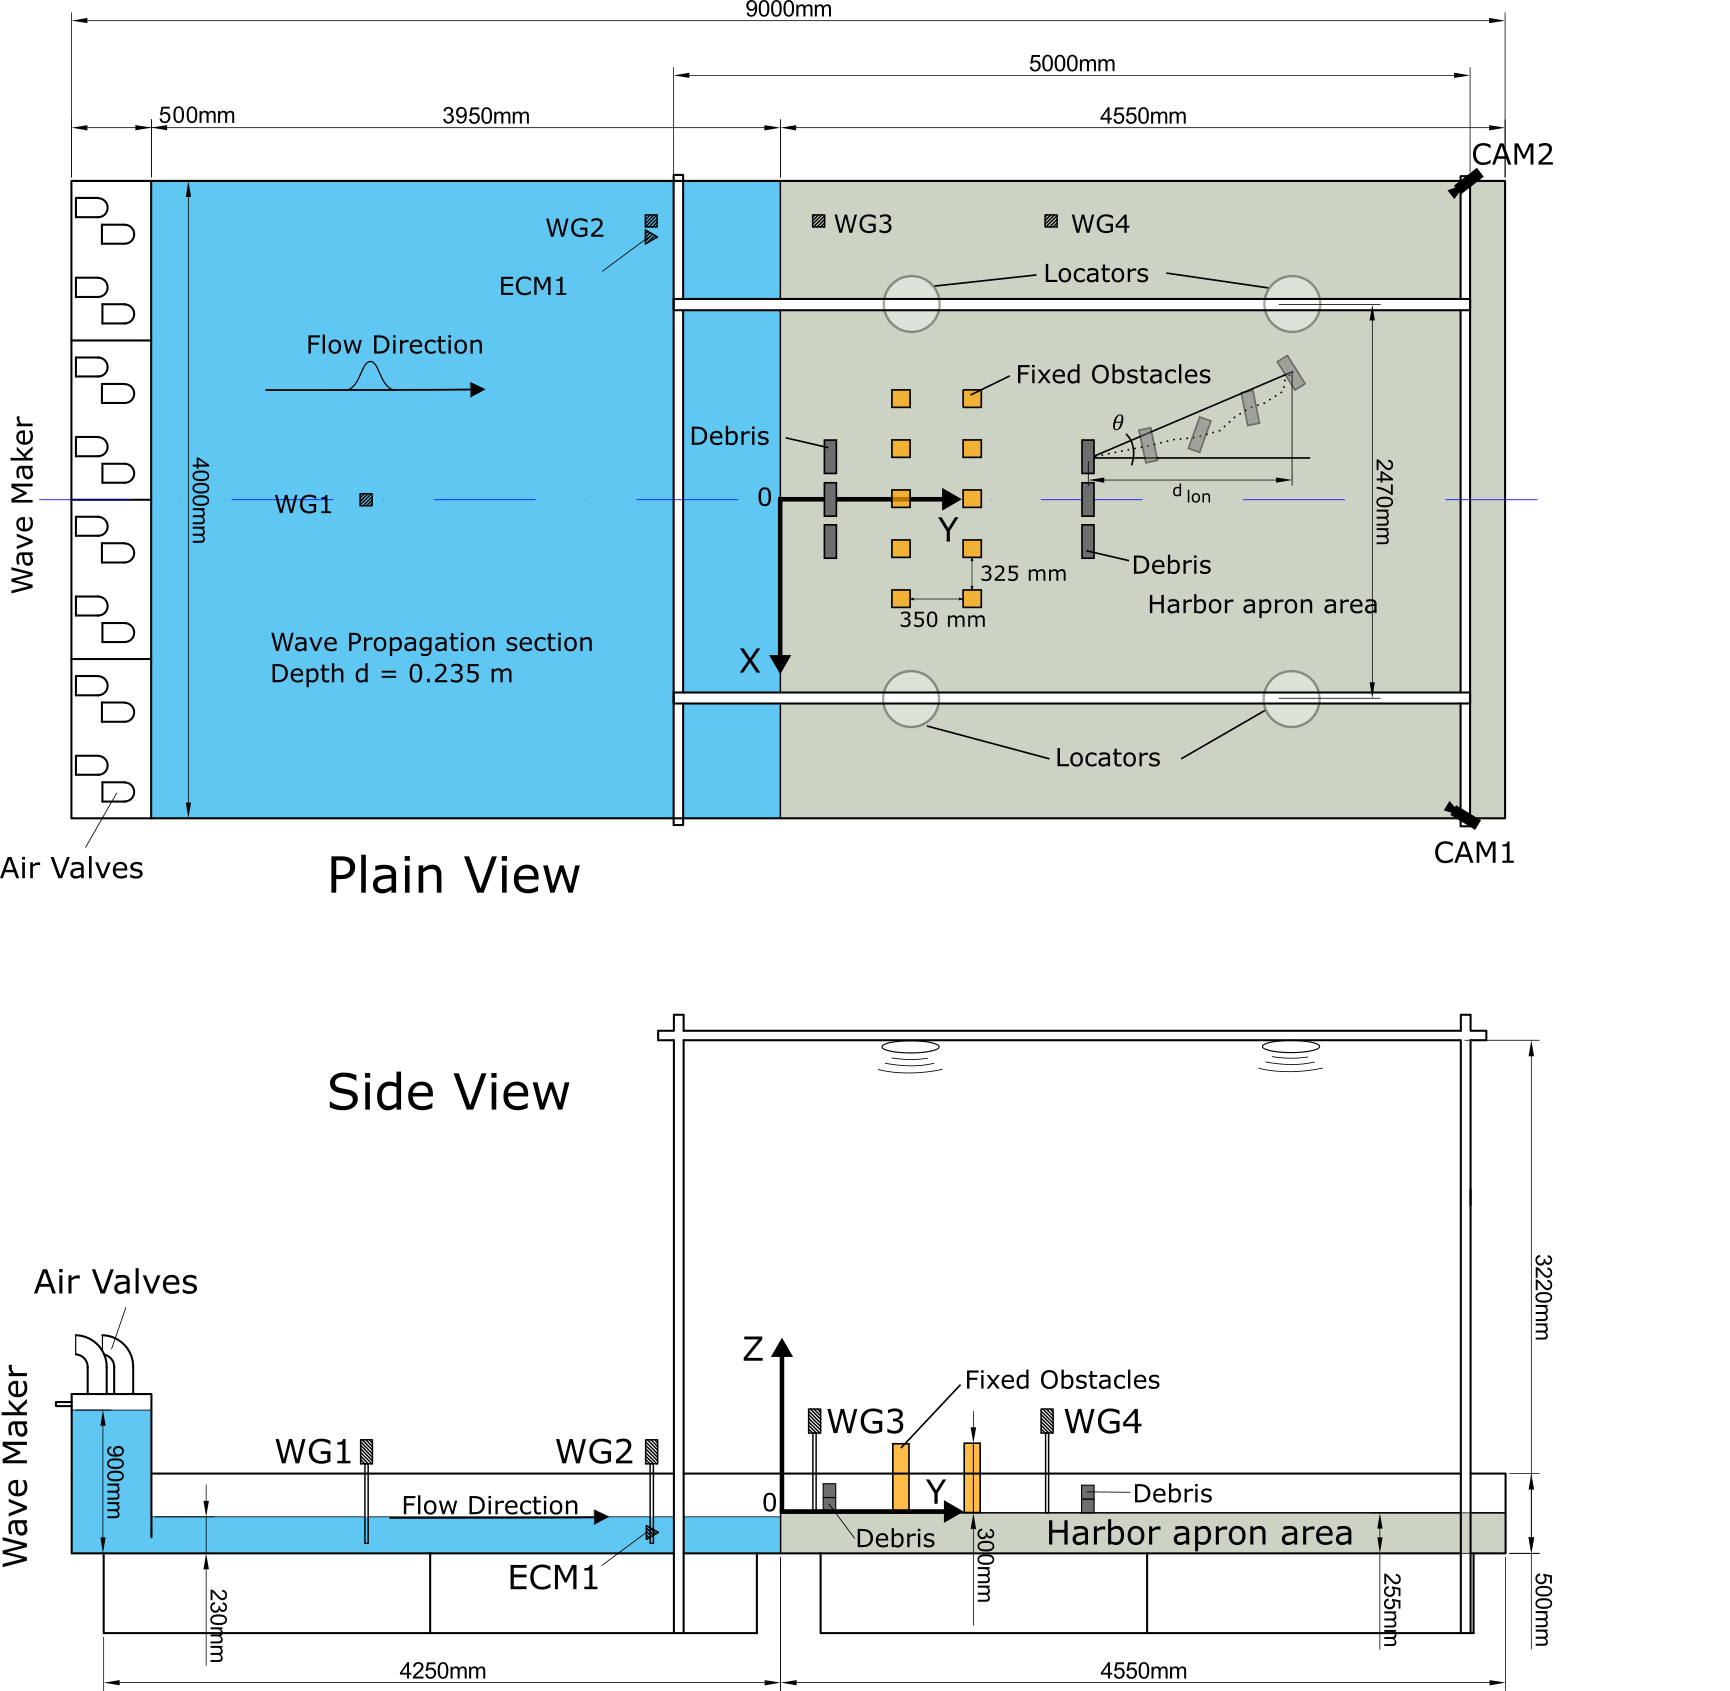 9000mm
5000mm
500mm
3950mm
4550mm
CAM2
WG2
WG3
WG4
ECM1
Locators
Flow Direction
Fixed Obstacles
Debris
θ
Wave Maker
4000mm
WG1
0
Y
d lon
2470mm
325 mm
Debris
350 mm
Harbor apron area
Wave Propagation section
Depth d = 0.235 m
X
Locators
Air Valves
Plain View
CAM1
Side View
3220mm
Air Valves
Z
Fixed Obstacles
Wave Maker
900mm
WG1
WG2
WG3
WG4
Flow Direction
0
Y
Debris
Debris
Harbor apron area
ECM1
230mm
300mm
255mm
500mm
4250mm
4550mm